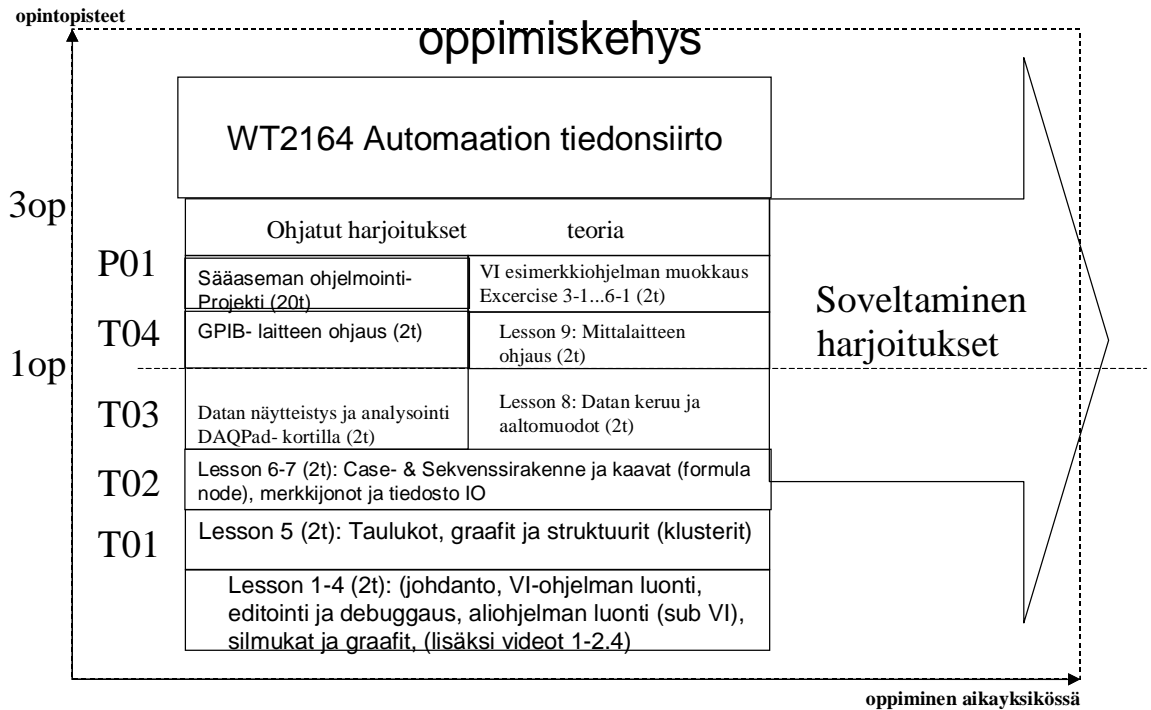 opintopisteet
oppimiskehys
WT2164 Automaation tiedonsiirto
3op
Ohjatut harjoitukset
teoria
P01
Sääaseman ohjelmointi-
Projekti (20t)
VI esimerkkiohjelman muokkaus
Excercise 3-1...6-1 (2t)
T04
GPIB- laitteen ohjaus (2t)
Lesson 9: Mittalaitteen
ohjaus (2t)
Soveltaminen
harjoitukset
1op
T03
Datan näytteistys ja analysointi
DAQPad- kortilla (2t)
Lesson 8: Datan keruu ja
aaltomuodot (2t)
T02
Lesson 6-7 (2t): Case- & Sekvenssirakenne ja kaavat (formula
node), merkkijonot ja tiedosto IO
T01
Lesson 5 (2t): Taulukot, graafit ja struktuurit (klusterit)
Lesson 1-4 (2t): (johdanto, VI-ohjelman luonti,
editointi ja debuggaus, aliohjelman luonti (sub VI),
silmukat ja graafit, (lisäksi videot 1-2.4)
oppiminen aikayksikössä